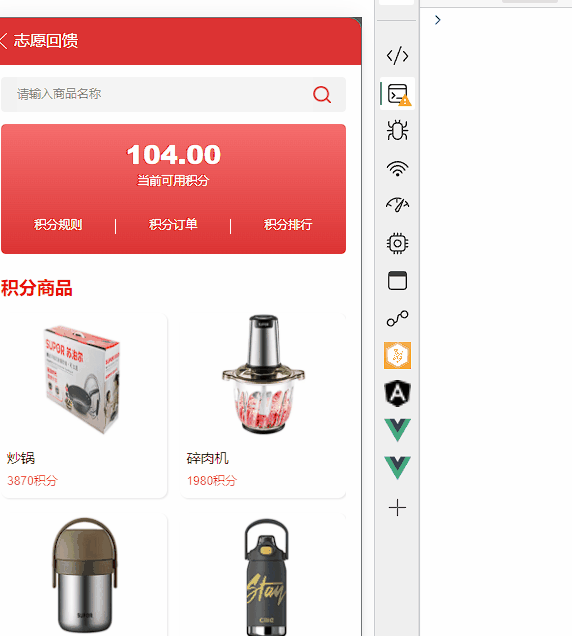 志愿回馈
请输入商品名称
104.00
当前可用积分
积分规则 积分订单 积分排行
积分商品
SUPOR 苏泊尔
炒锅
3870积分
SUPOR
碎肉机
1980积分
SUPOR
Stay